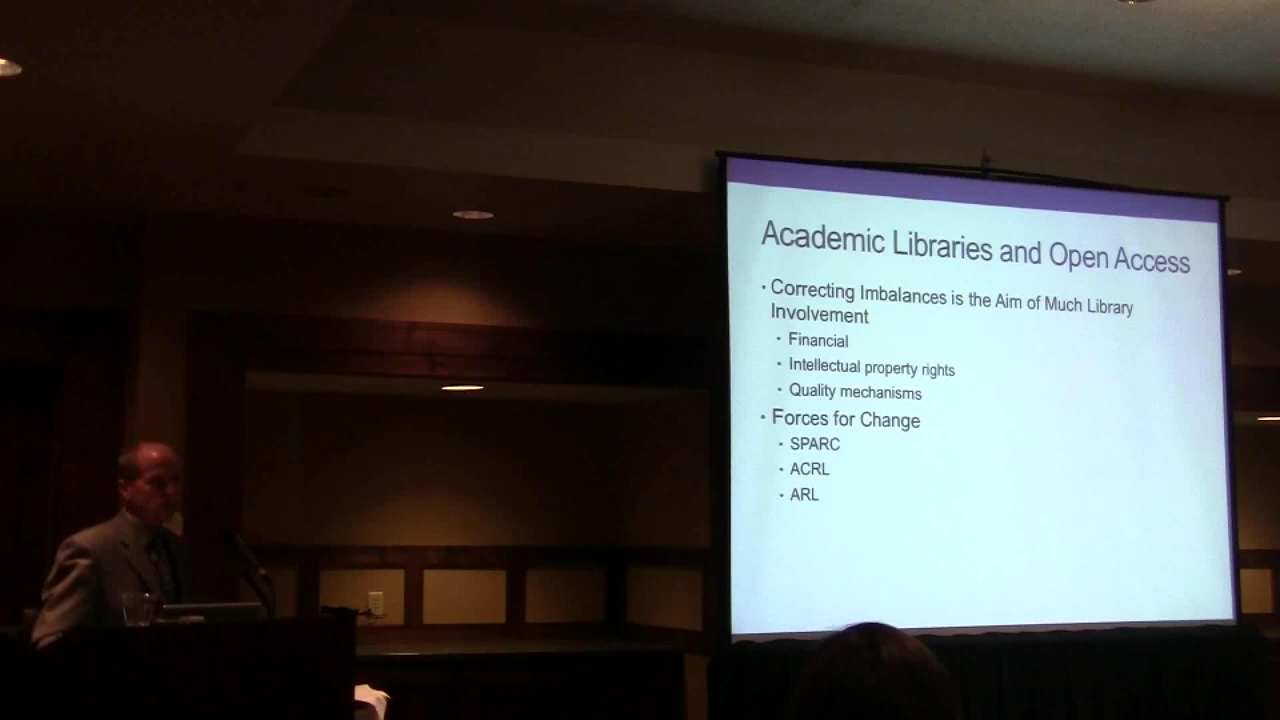 Academic Libraries and Open Access
· Correcting Imbalances is the Aim of Much Library
Involvement
· Financial
· Intellectual property rights
· Quality mechanisms
· Forces for Change
· SPARC
· ACRL
· ARL